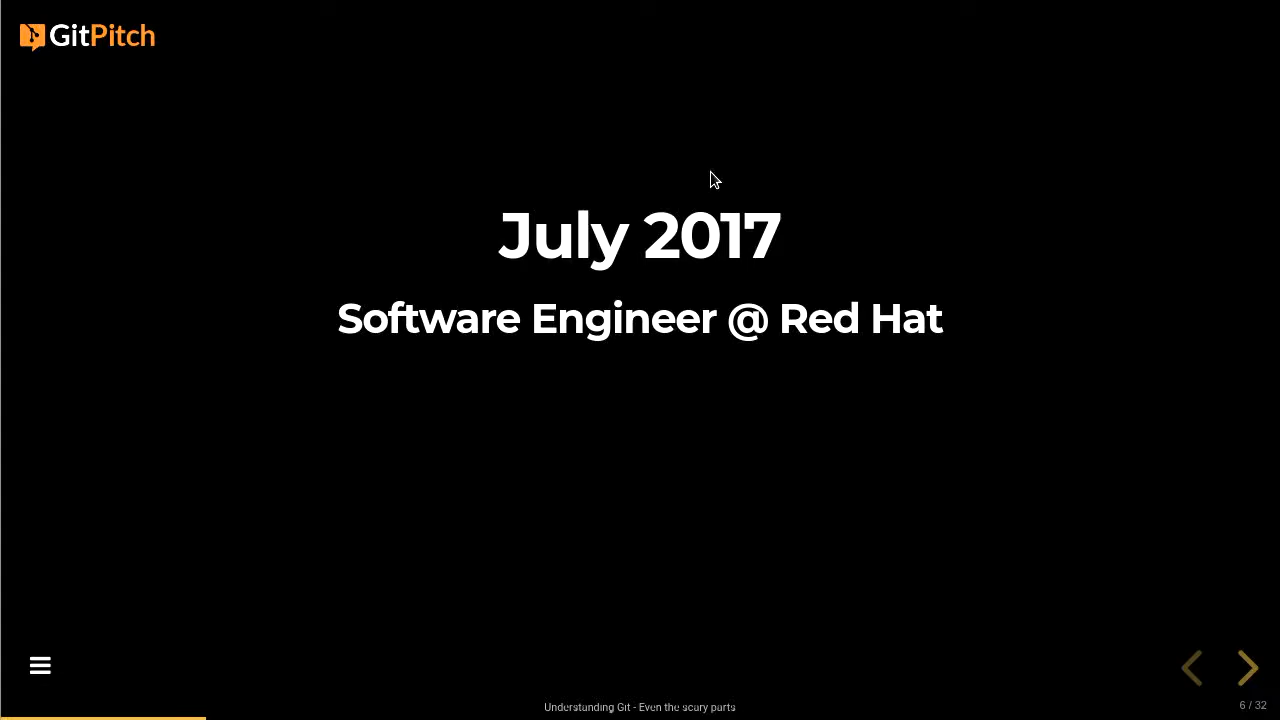 GitPitch
July 2017
Software Engineer @ Red Hat
Understanding Git - Even the scary parts
6 / 32